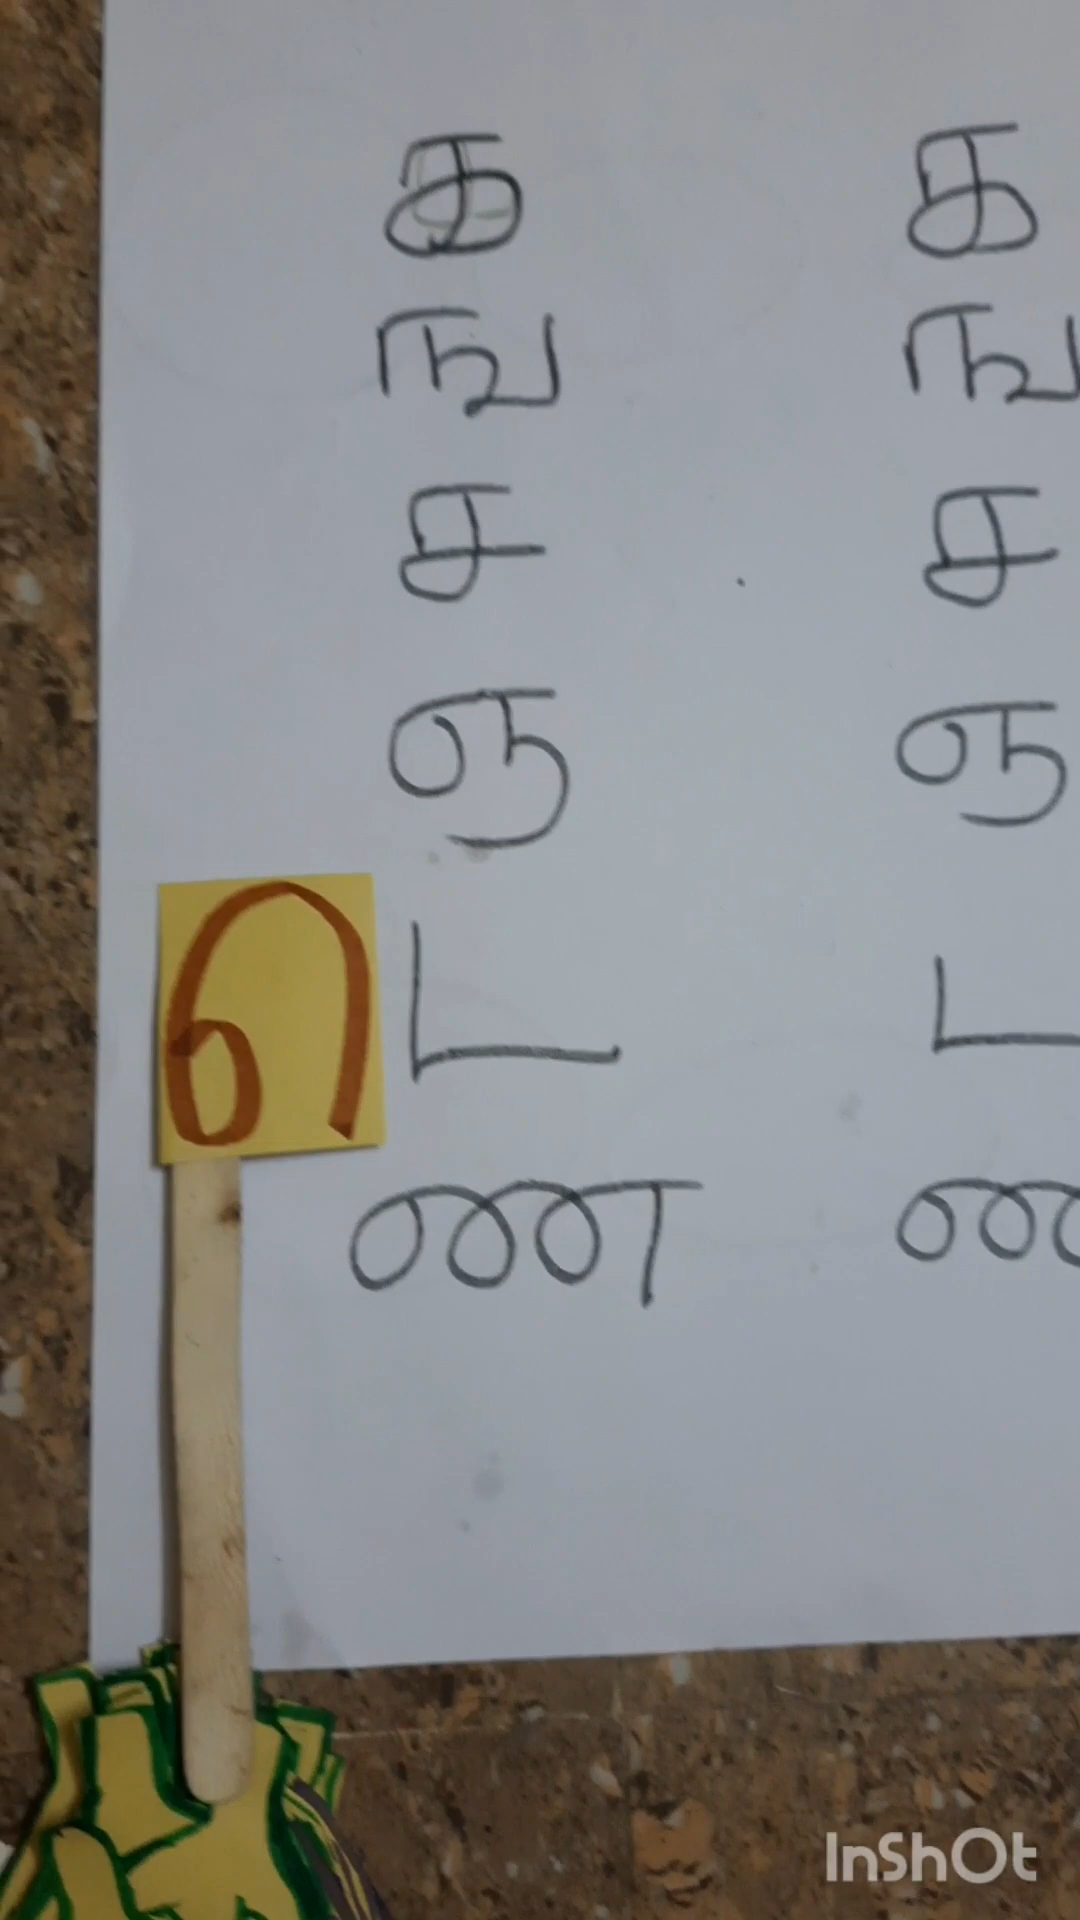 க க
ங ங
ச ச
ஞ ஞ
ெ ட ட
ண ண
InShOt